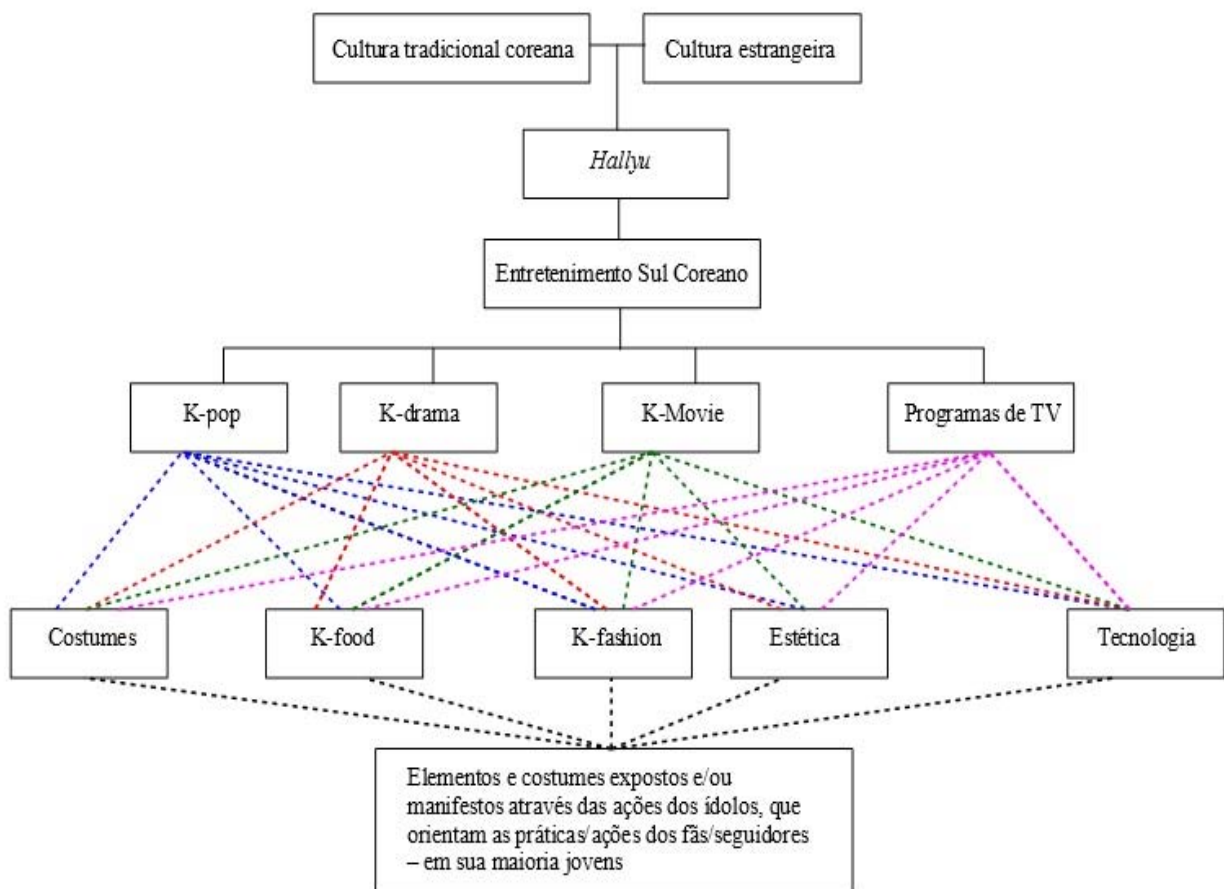 Cultura tradicional coreana
Cultura estrangeira
Hallyu
Entretenimento Sul Coreano
K-pop
K-drama
K-Movie
Programas de TV
Costumes
K-food
K-fashion
Estética
Tecnologia
Elementos e costumes expostos e/ou
manifestos através das ações dos ídolos, que
orientam as práticas/ações dos fãs/seguidores
– em sua maioria jovens